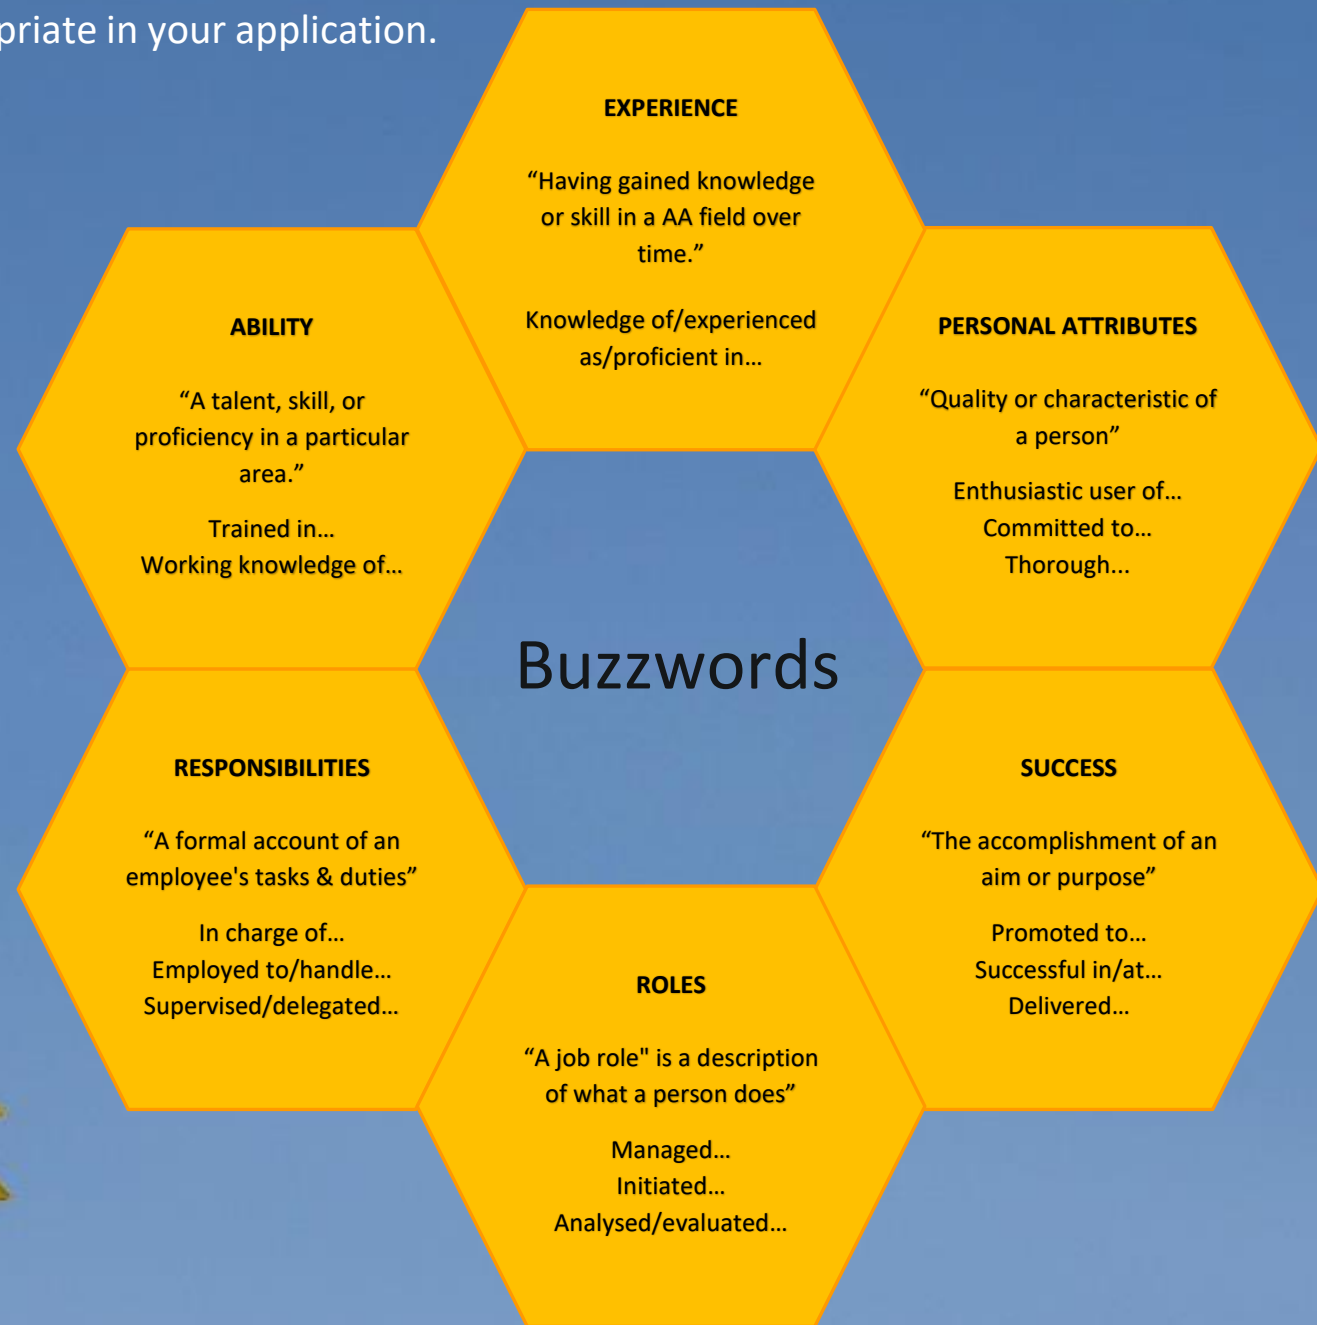 priate in your application.
EXPERIENCE
“Having gained knowledge
or skill in a AA field over
time.”
Knowledge of/experienced
as/proficient in…
ABILITY
“A talent, skill, or
proficiency in a particular
area.”
Trained in…
Working knowledge of…
PERSONAL ATTRIBUTES
“Quality or characteristic of
a person”
Enthusiastic user of…
Committed to…
Thorough...
Buzzwords
RESPONSIBILITIES
“A formal account of an
employee's tasks & duties”
In charge of…
Employed to/handle…
Supervised/delegated…
SUCCESS
“The accomplishment of an
aim or purpose”
Promoted to…
Successful in/at…
Delivered…
ROLES
“A job role" is a description
of what a person does”
Managed…
Initiated…
Analysed/evaluated…